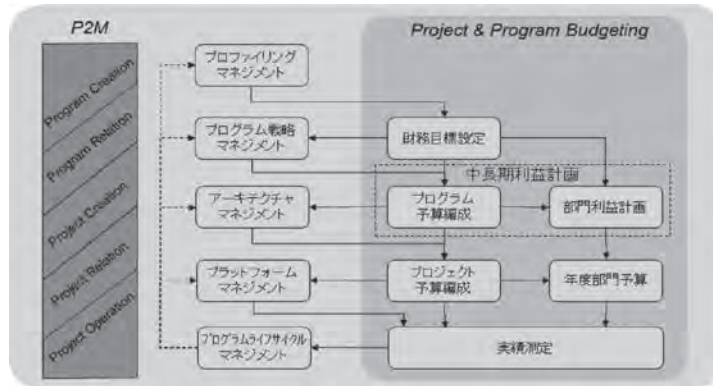 P2M
Project & Program Budgeting
Program Creation
Program Relation
Project Creation
Project Relation
Project Operation
プロファイリング
マネジメント
プログラム戦略
マネジメント
財務目標設定
中長期利益計画
アーキテクチャ
マネジメント
プログラム
予算編成
部門利益計画
プラットフォーム
マネジメント
プロジェクト
予算編成
年度部門予算
プログラムライフサイクル
マネジメント
実績測定